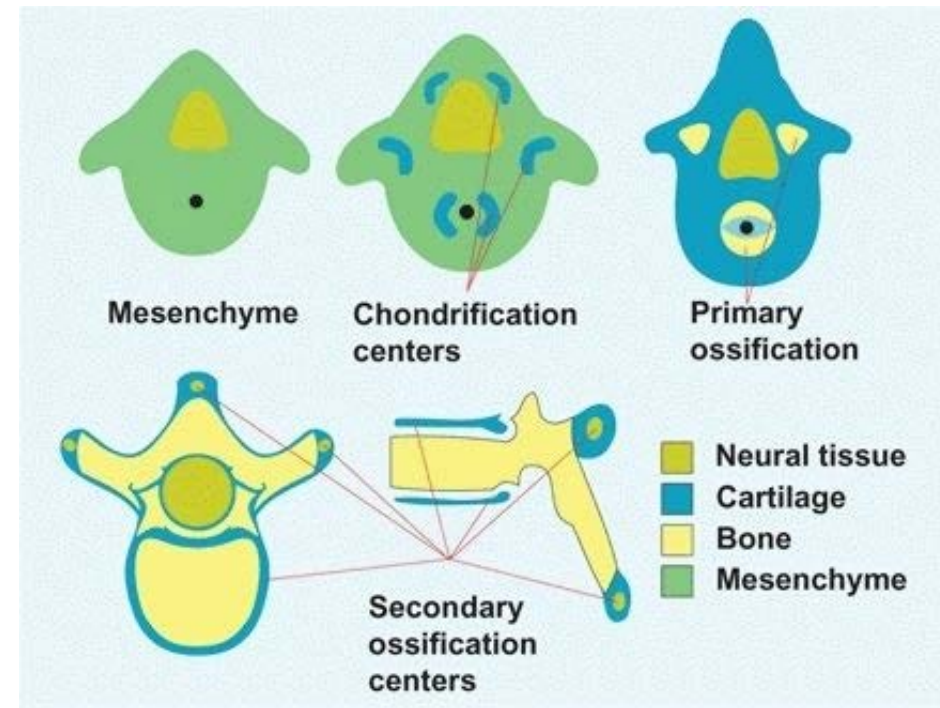 Mesenchyme
Chondrification
centers
Primary
ossification
Neural tissue
Cartilage
Bone
Mesenchyme
Secondary
ossification
centers